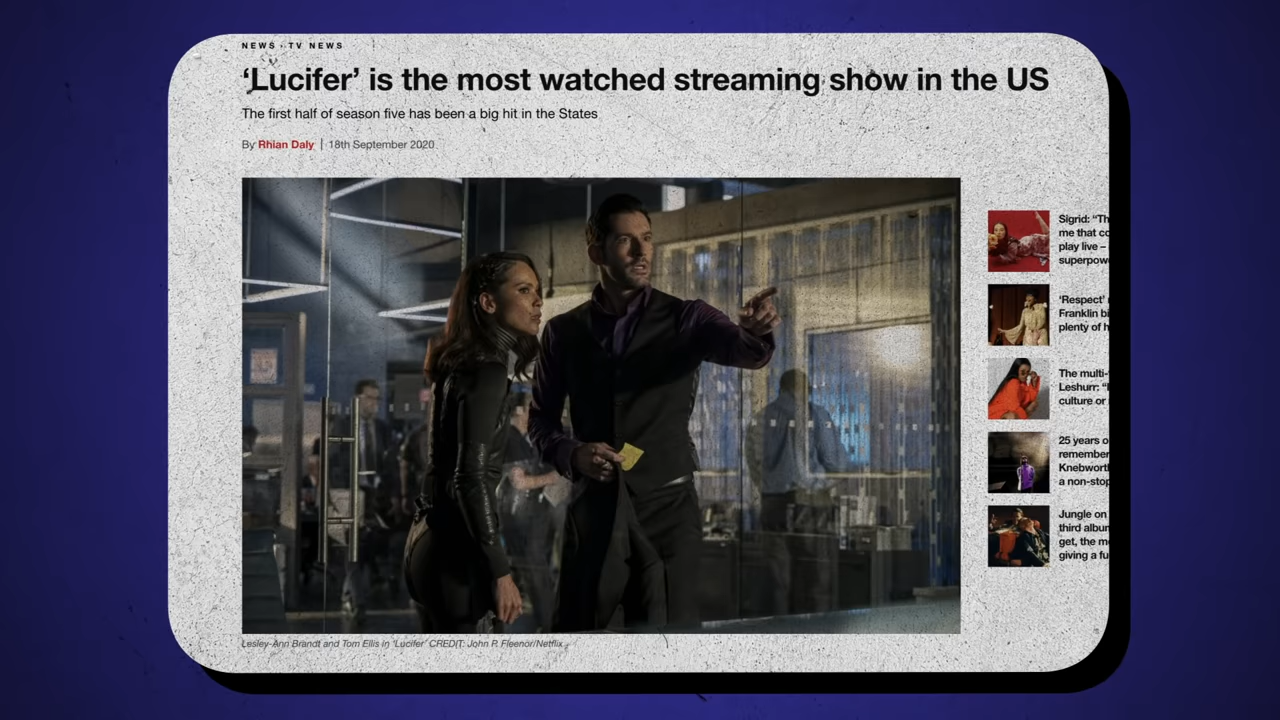 NEWS · TV NEWS
‘Lucifer’ is the most watched streaming show in the US
The first half of season five has been a big hit in the States
By Rhian Daly | 18th September 2020
Sigrid: “Th
me that co
play live –
superpow
‘Respect’
Franklin bi
plenty of h
The multi-
Leshurr: “
culture or
25 years o
remember
Knebwort
a non-stop
Jungle on
third album
get, the m
giving a fu
Lesley-Ann Brandt and Tom Ellis in ‘Lucifer’ CREDIT: John P. Fleenor/Netflix